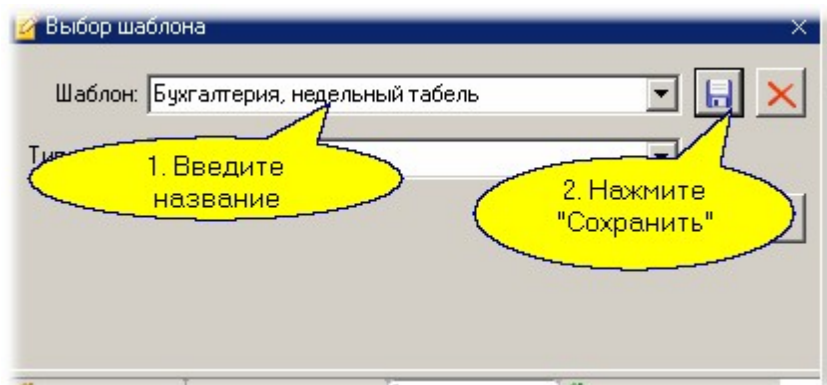 Выбор шаблона
Шаблон: Бухгалтерия, недельный табель
1. Введите
название
2. Нажмите
"Сохранить"